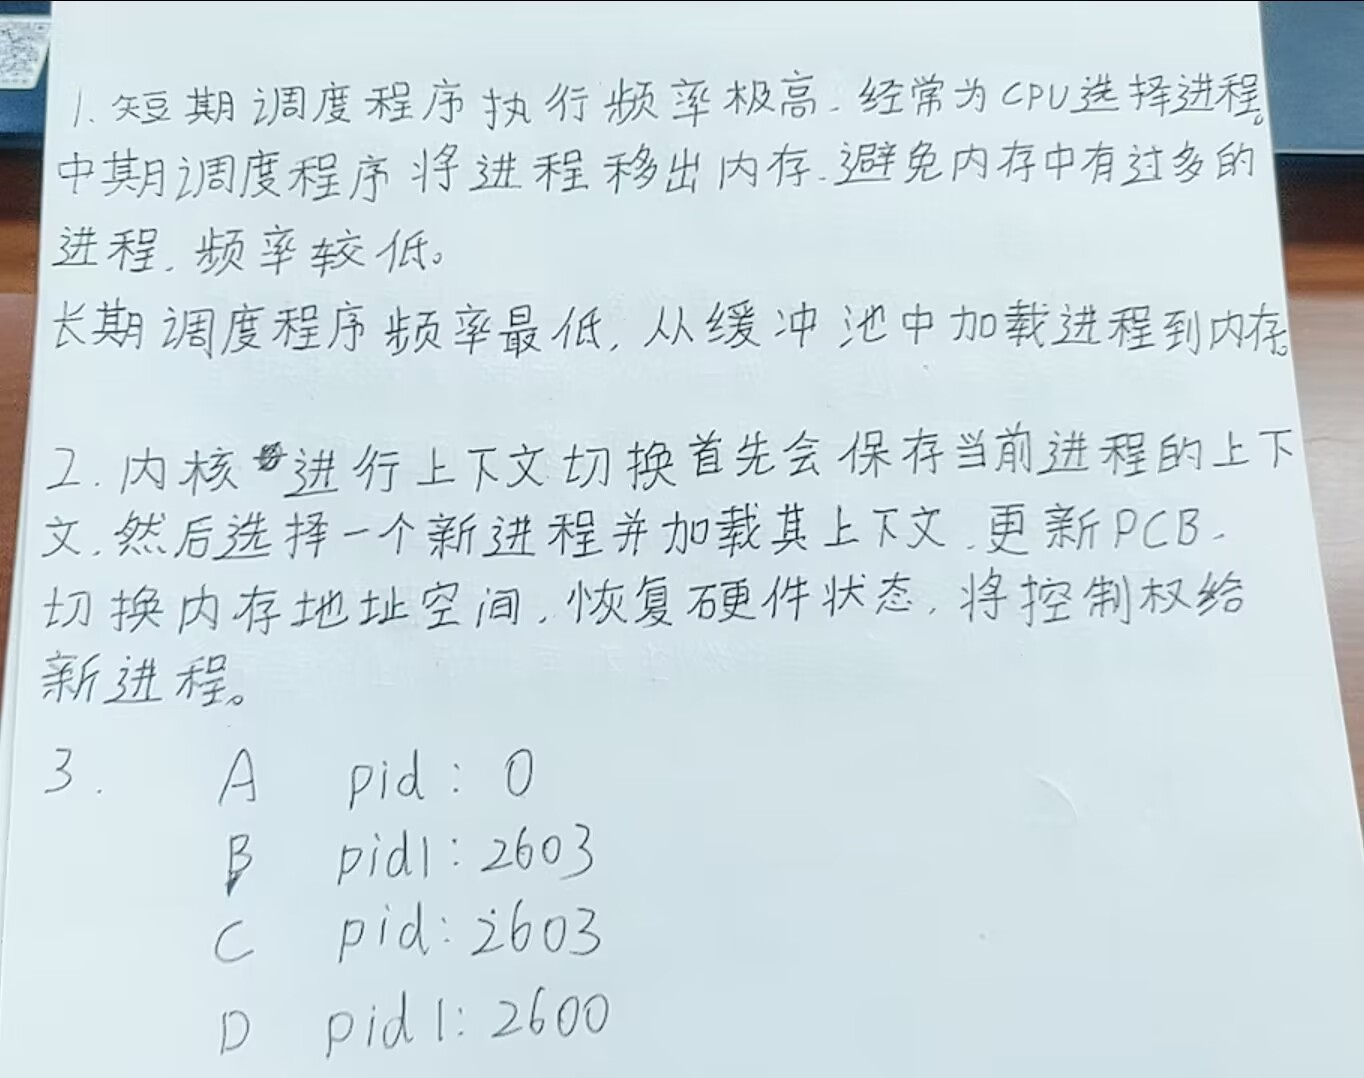 1. 短期调度程序执行频率极高、经常为CPU选择进程。
中期调度程序将进程移出内存、避免内存中有过多的
进程、频率较低。
长期调度程序频率最低,从缓冲池中加载进程到内存。
2. 内核进行上下文切换首先会保存当前进程的上下
文、然后选择一个新进程并加载其上下文、更新PCB、
切换内存地址空间、恢复硬件状态、将控制权给
新进程。
3. A pid: 0
B pid1: 2603
C pid: 2603
D pid1: 2600